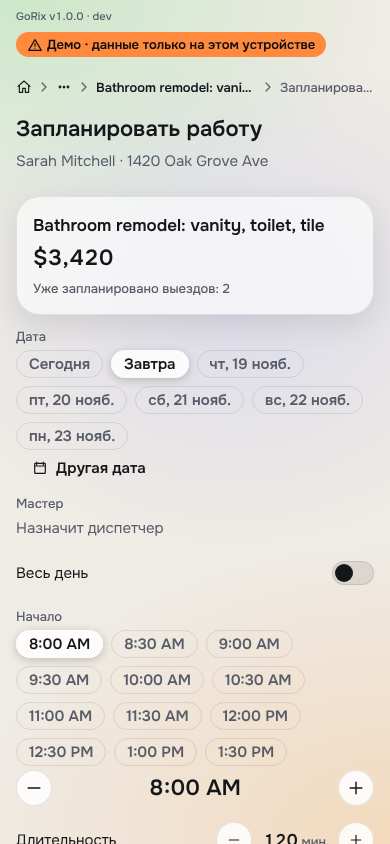 GoRix v1.0.0 · dev
Демо · данные только на этом устройстве
Bathroom remodel: vani... Запланирова...
Запланировать работу
Sarah Mitchell · 1420 Oak Grove Ave
Bathroom remodel: vanity, toilet, tile
$3,420
Уже запланировано выездов: 2
Дата
Сегодня Завтра чт, 19 нояб.
пт, 20 нояб. сб, 21 нояб. вс, 22 нояб.
пн, 23 нояб.
Другая дата
Мастер
Назначит диспетчер
Весь день
Начало
8:00 AM 8:30 AM 9:00 AM
9:30 AM 10:00 AM 10:30 AM
11:00 AM 11:30 AM 12:00 PM
12:30 PM 1:00 PM 1:30 PM
8:00 AM
Длительность 120 мин